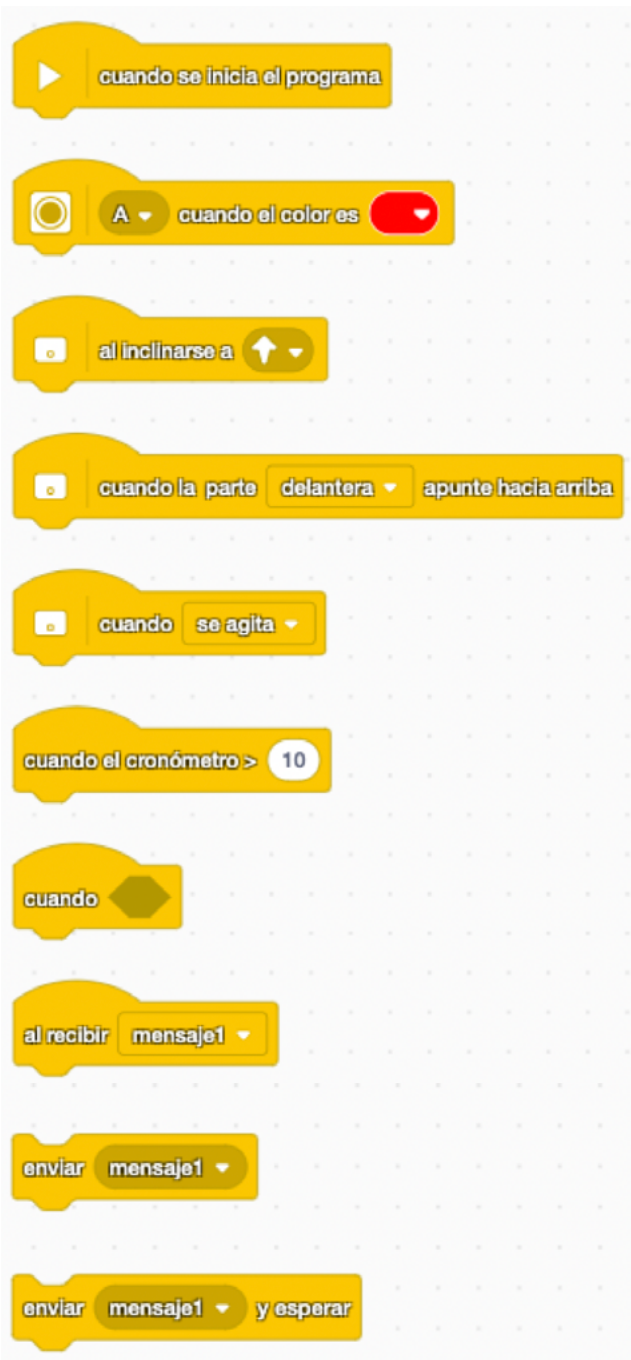 cuando se inicia el programa
A cuando el color es
al inclinarse a
cuando la parte delantera apunte hacia arriba
cuando se agita
cuando el cronómetro > 10
cuando
al recibir mensaje1
enviar mensaje1
enviar mensaje1 y esperar